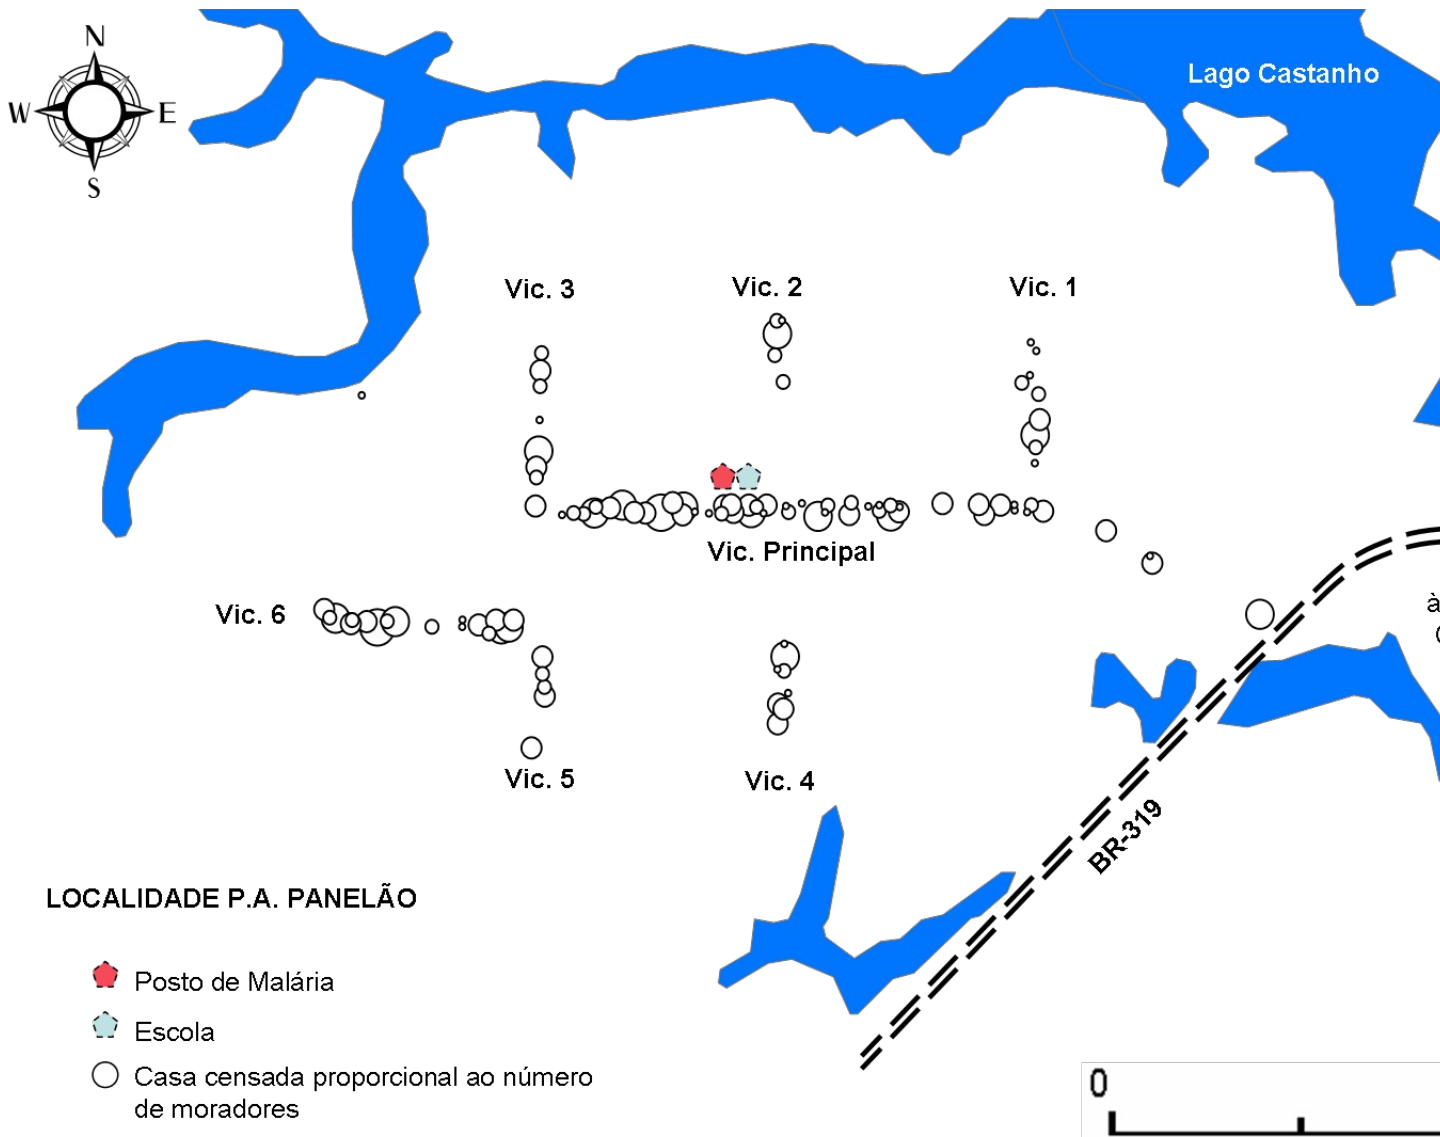 N
W E
S
Lago Castanho
Vic. 3
Vic. 2
Vic. 1
Vic. Principal
Vic. 6
à
Vic. 5
Vic. 4
BR-319
LOCALIDADE P.A. PANELÃO
Posto de Malária
Escola
Casa censada proporcional ao número
de moradores
0